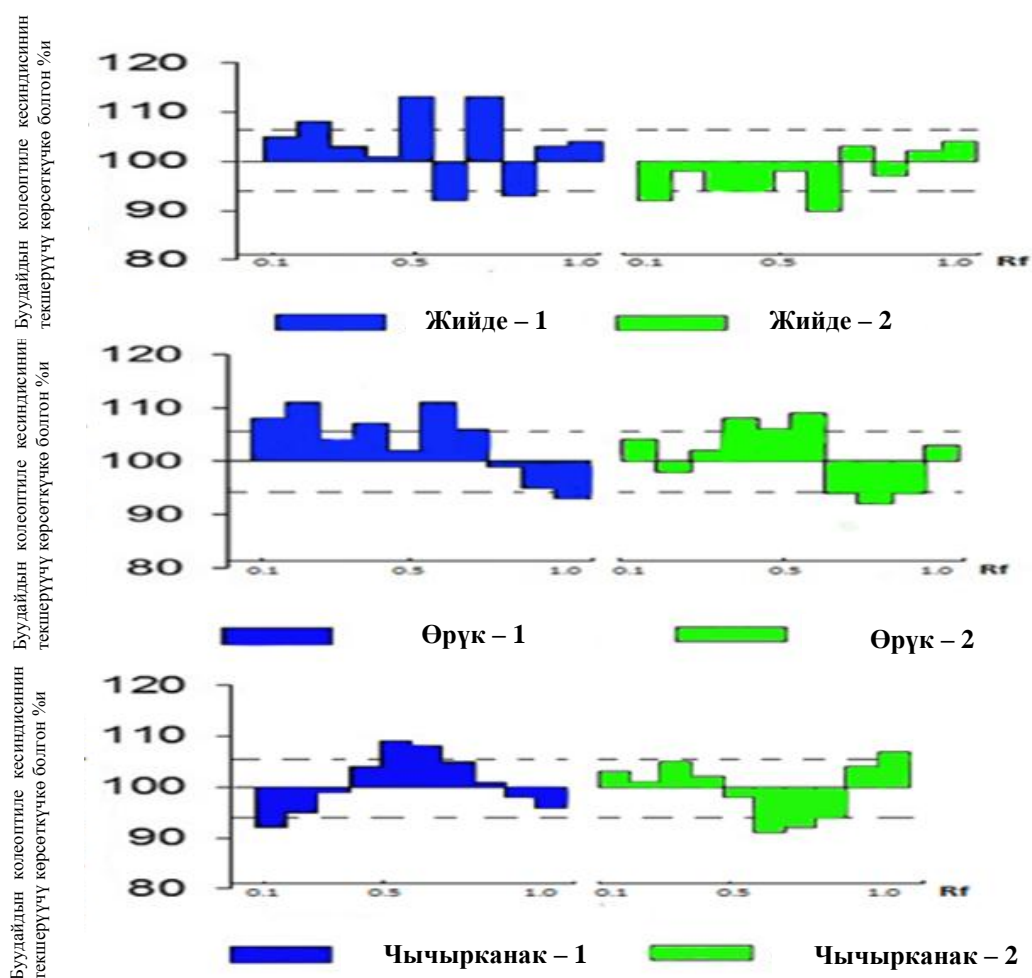 Буудайдын колеоптиле кесиндисинин
текшерүүчү көрсөткүчкө болгон %и
120
110
100
90
80
0.1 0.5 1.0 0.1 0.5 1.0 Rf
Жийде – 1 Жийде – 2
Буудайдын колеоптиле кесиндисинин
текшерүүчү көрсөткүчкө болгон %и
120
110
100
90
80
0.1 0.5 1.0 0.1 0.5 1.0 Rf
Өрүк – 1 Өрүк – 2
Буудайдын колеоптиле кесиндисинин
текшерүүчү көрсөткүчкө болгон %и
120
110
100
90
80
0.1 0.5 1.0 0.1 0.5 1.0 Rf
Чычырканак – 1 Чычырканак – 2